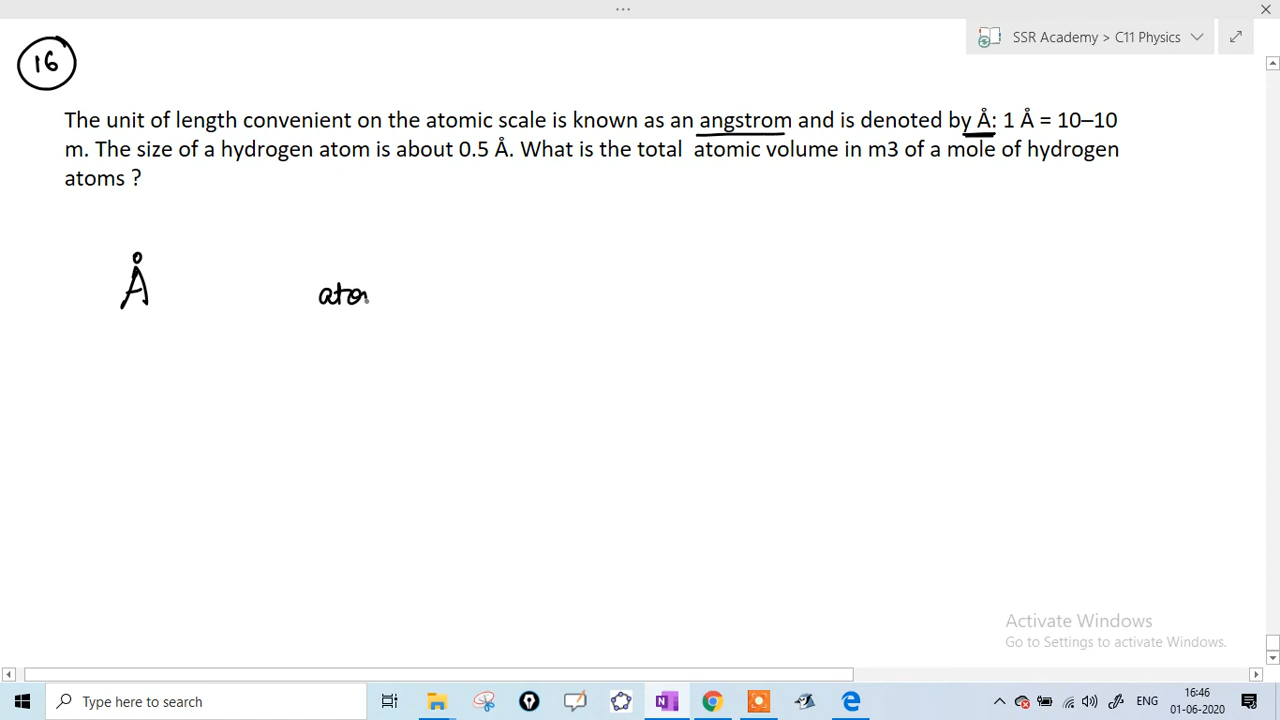 ...
SSR Academy > C11 Physics
16
The unit of length convenient on the atomic scale is known as an angstrom and is denoted by Å: 1 Å = 10–10
m. The size of a hydrogen atom is about 0.5 Å. What is the total atomic volume in m3 of a mole of hydrogen
atoms ?
Å atom
Activate Windows
Go to Settings to activate Windows.
Type here to search
ENG
16:46
01-06-2020